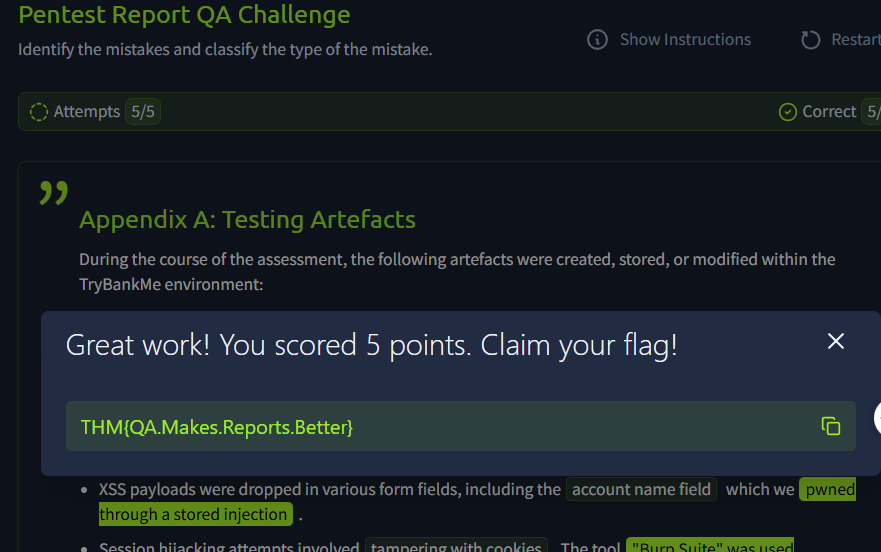 Pentest Report QA Challenge
Identify the mistakes and classify the type of the mistake.
Show Instructions
Restart
Attempts 5/5
Correct 5/
Appendix A: Testing Artefacts
During the course of the assessment, the following artefacts were created, stored, or modified within the
TryBankMe environment:
Great work! You scored 5 points. Claim your flag!
THM{QA.Makes.Reports.Better}
XSS payloads were dropped in various form fields, including the account name field which we pwned
through a stored injection .
Session hijacking attempts involved tampering with cookies . The tool "Burp Suite" was used